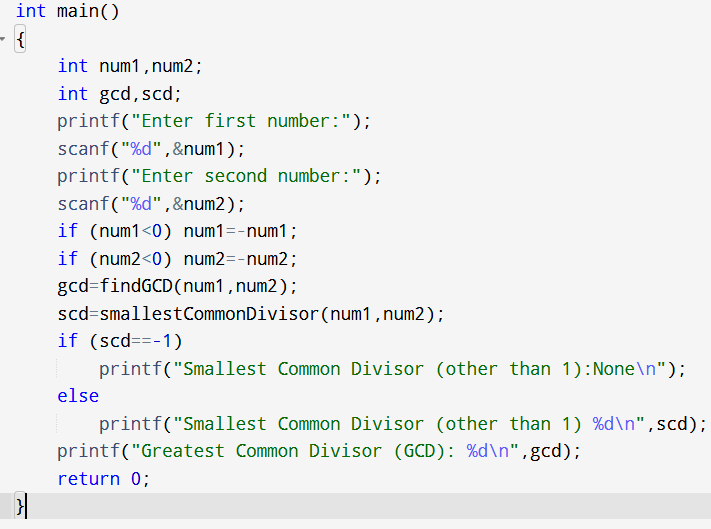 int main()
{
    int num1,num2;
    int gcd,scd;
    printf("Enter first number:");
    scanf("%d",&num1);
    printf("Enter second number:");
    scanf("%d",&num2);
    if (num1<0) num1=-num1;
    if (num2<0) num2=-num2;
    gcd=findGCD(num1,num2);
    scd=smallestCommonDivisor(num1,num2);
    if (scd==-1)
        printf("Smallest Common Divisor (other than 1):None\n");
    else
        printf("Smallest Common Divisor (other than 1) %d\n",scd);
    printf("Greatest Common Divisor (GCD): %d\n",gcd);
    return 0;
}